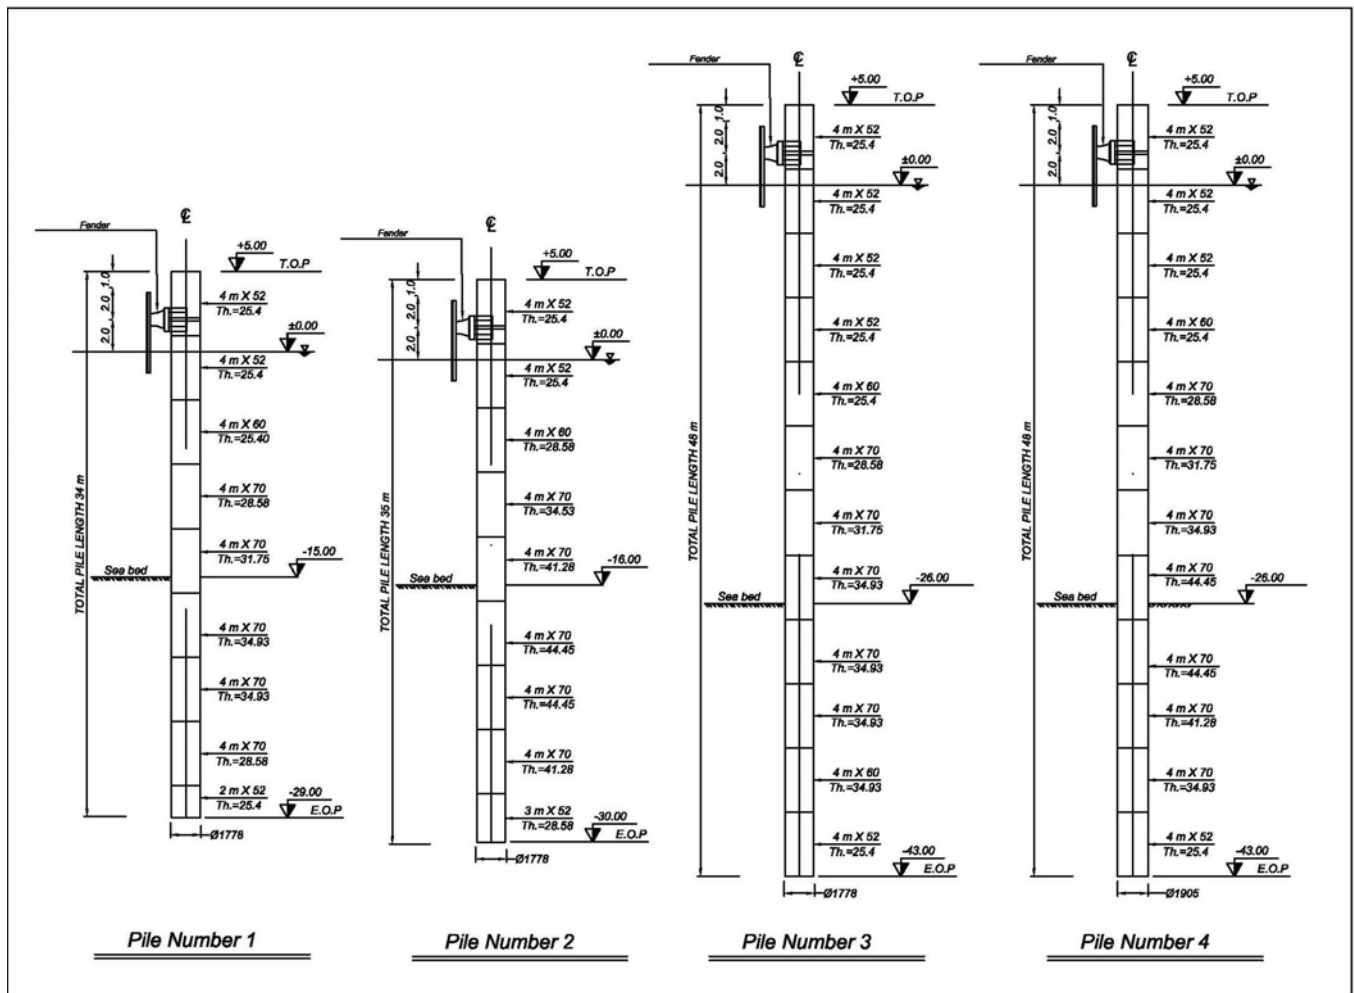 Fender
℄
+5.00
T.O.P
1.0
2.0
2.0
4 m X 52
Th.=25.4
±0.00
4 m X 52
Th.=25.4
4 m X 60
Th.=25.40
4 m X 70
Th.=28.58
4 m X 70
Th.=31.75
-15.00
Sea bed
4 m X 70
Th.=34.93
4 m X 70
Th.=34.93
4 m X 70
Th.=28.58
2 m X 52
Th.=25.4
-29.00
E.O.P
TOTAL PILE LENGTH 34 m
Ø1778
Pile Number 1
Fender
℄
+5.00
T.O.P
1.0
2.0
2.0
4 m X 52
Th.=25.4
±0.00
4 m X 52
Th.=25.4
4 m X 60
Th.=28.58
4 m X 70
Th.=34.53
4 m X 70
Th.=41.28
-16.00
Sea bed
4 m X 70
Th.=44.45
4 m X 70
Th.=44.45
4 m X 70
Th.=41.28
3 m X 52
Th.=28.58
-30.00
E.O.P
TOTAL PILE LENGTH 35 m
Ø1778
Pile Number 2
Fender
℄
+5.00
T.O.P
1.0
2.0
2.0
4 m X 52
Th.=25.4
±0.00
4 m X 52
Th.=25.4
4 m X 52
Th.=25.4
4 m X 52
Th.=25.4
4 m X 60
Th.=25.4
4 m X 70
Th.=28.58
4 m X 70
Th.=31.75
4 m X 70
Th.=34.93
-26.00
Sea bed
4 m X 70
Th.=34.93
4 m X 70
Th.=34.93
4 m X 60
Th.=34.93
4 m X 52
Th.=25.4
-43.00
E.O.P
TOTAL PILE LENGTH 48 m
Ø1778
Pile Number 3
Fender
℄
+5.00
T.O.P
1.0
2.0
2.0
4 m X 52
Th.=25.4
±0.00
4 m X 52
Th.=25.4
4 m X 52
Th.=25.4
4 m X 60
Th.=25.4
4 m X 70
Th.=28.58
4 m X 70
Th.=31.75
4 m X 70
Th.=34.93
4 m X 70
Th.=44.45
-26.00
Sea bed
4 m X 70
Th.=44.45
4 m X 70
Th.=41.28
4 m X 70
Th.=34.93
4 m X 52
Th.=25.4
-43.00
E.O.P
TOTAL PILE LENGTH 48 m
Ø1905
Pile Number 4